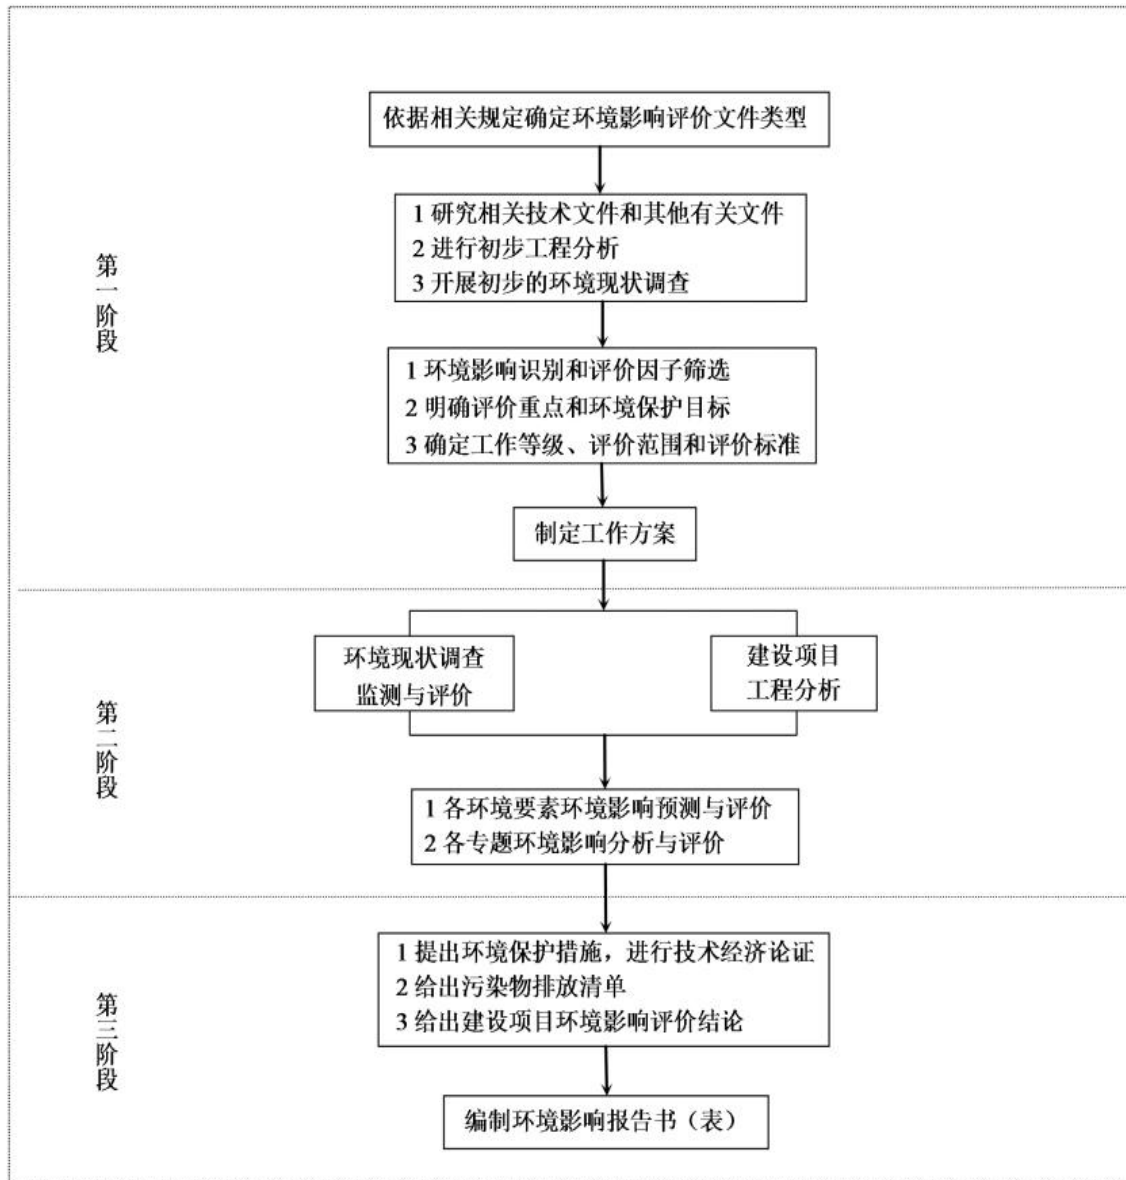 依据相关规定确定环境影响评价文件类型
1 研究相关技术文件和其他有关文件
2 进行初步工程分析
3 开展初步的环境现状调查
第一阶段
1 环境影响识别和评价因子筛选
2 明确评价重点和环境保护目标
3 确定工作等级、评价范围和评价标准
制定工作方案
环境现状调查
监测与评价
建设项目
工程分析
第二阶段
1 各环境要素环境影响预测与评价
2 各专题环境影响分析与评价
1 提出环境保护措施，进行技术经济论证
2 给出污染物排放清单
3 给出建设项目环境影响评价结论
第三阶段
编制环境影响报告书（表）